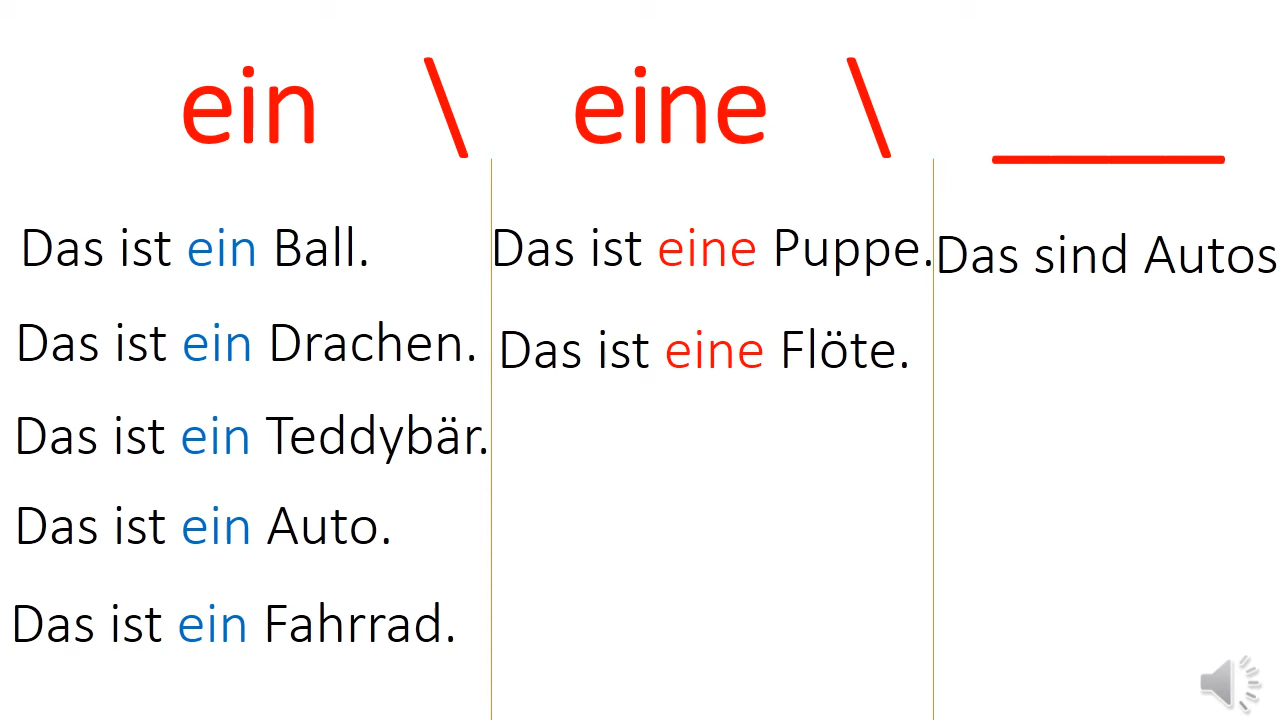 ein \ eine \ ______
Das ist ein Ball.
Das ist ein Drachen.
Das ist ein Teddybär.
Das ist ein Auto.
Das ist ein Fahrrad.
Das ist eine Puppe.
Das ist eine Flöte.
Das sind Autos